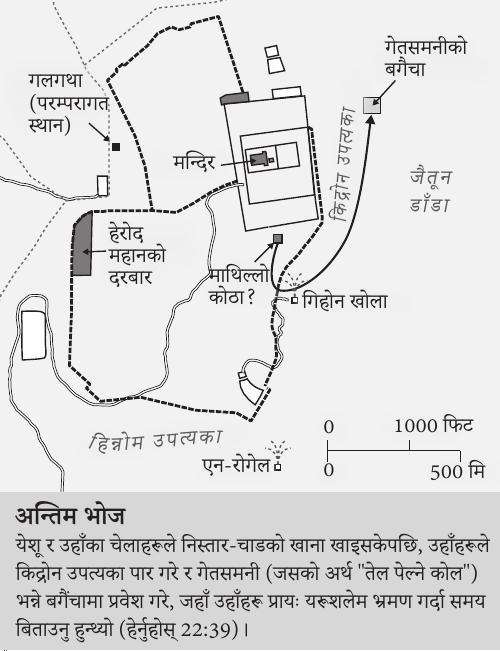 गेतसमनीको
बगैचा
गलगथा
(परम्परागत
स्थान)
मन्दिर
किद्रोन उपत्यका
जैतून
डाँडा
हेरोद
महानको
दरबार
माथिल्लो
कोठा?
गिहोन खोला
हिन्नोम उपत्यका
एन-रोगेल
0 1000 फिट
0 500 मि
अन्तिम भोज
येशू र उहाँका चेलाहरूले निस्तार-चाडको खाना खाइसकेपछि, उहाँहरूले
किद्रोन उपत्यका पार गरे र गेतसमनी (जसको अर्थ "तेल पेल्ने कोल")
भन्ने बगैंचामा प्रवेश गरे, जहाँ उहाँहरू प्रायः यरूशलेम भ्रमण गर्दा समय
बिताउनु हुन्थ्यो (हेर्नुहोस् 22:39)।